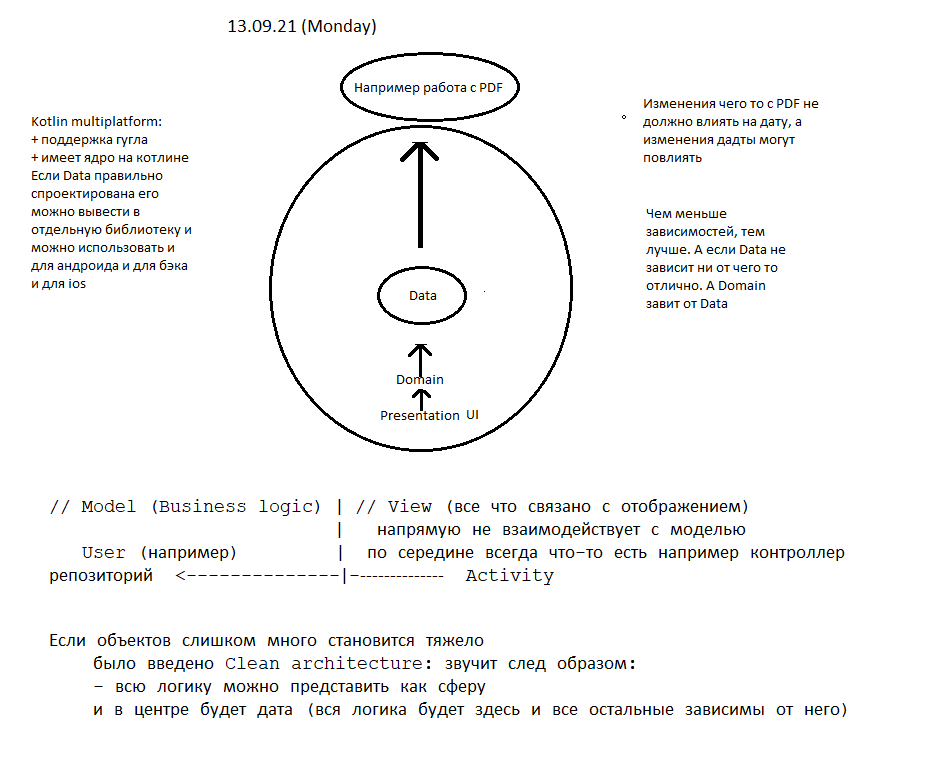 13.09.21 (Monday)
Например работа с PDF
Kotlin multiplatform:
+ поддержка гугла
+ имеет ядро на котлине
Если Data правильно
спроектирована его
можно вывести в
отдельную библиотеку и
можно использовать и
для андроида и для бэка
и для ios
Изменения чего то с PDF не
должно влиять на дату, а
изменения дадты могут
повлиять
Чем меньше
зависимостей, тем
лучше. А если Data не
зависит ни от чего то
отлично. А Domain
завит от Data
Data
Domain
Presentation UI
// Model (Business logic) | // View (все что связано с отображением)
| напрямую не взаимодействует с моделью
User (например) | по середине всегда что-то есть например контроллер
репозиторий <--------------|--------------- Activity
Если объектов слишком много становится тяжело
было введено Clean architecture: звучит след образом:
- всю логику можно представить как сферу
и в центре будет дата (вся логика будет здесь и все остальные зависимы от него)